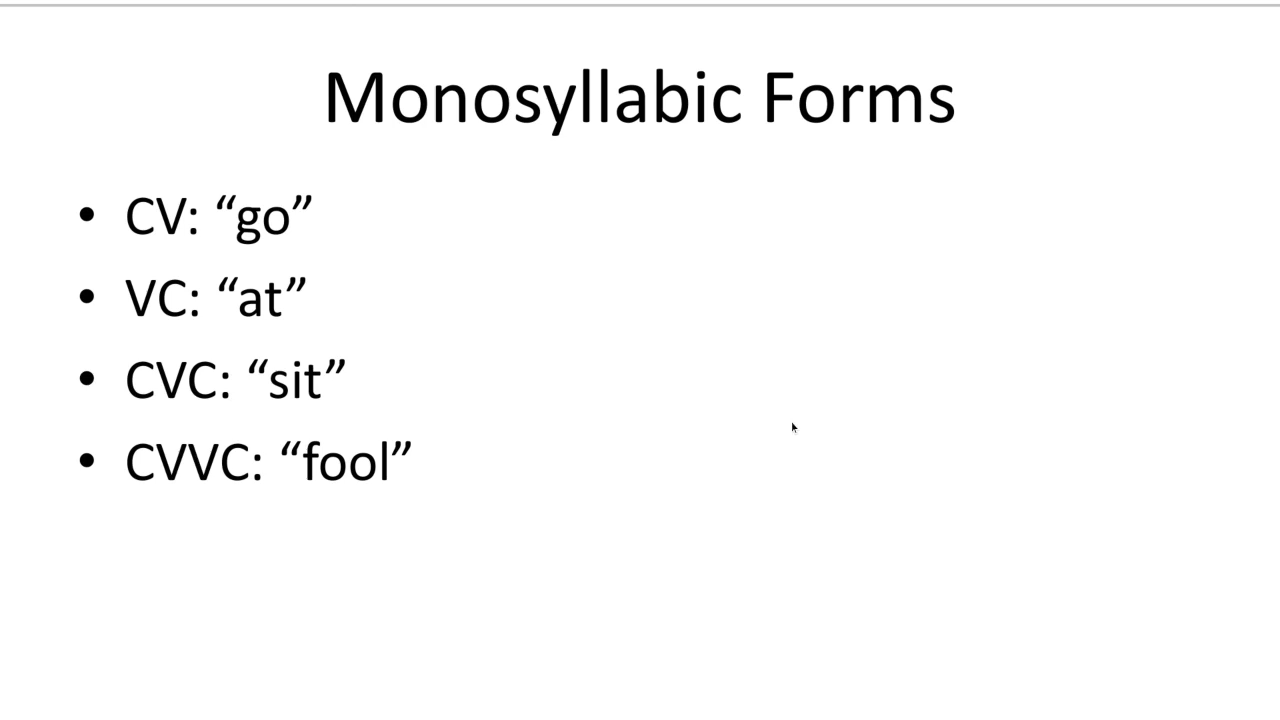 Monosyllabic Forms
• CV: “go”
• VC: “at”
• CVC: “sit”
• CVVC: “fool”